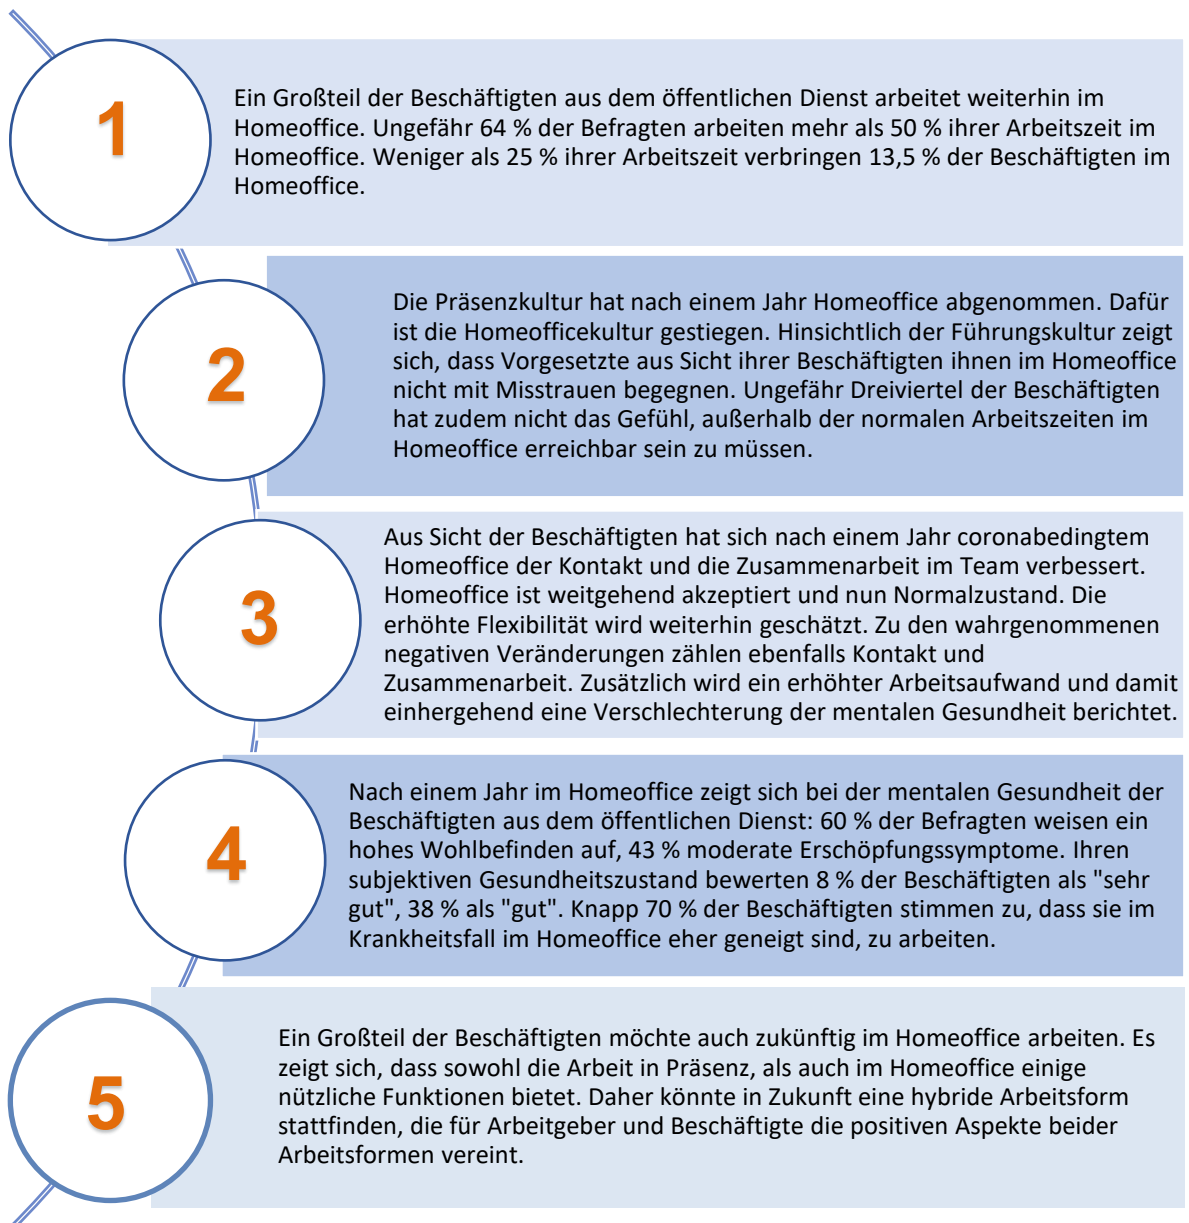 1
Ein Großteil der Beschäftigten aus dem öffentlichen Dienst arbeitet weiterhin im
Homeoffice. Ungefähr 64 % der Befragten arbeiten mehr als 50 % ihrer Arbeitszeit im
Homeoffice. Weniger als 25 % ihrer Arbeitszeit verbringen 13,5 % der Beschäftigten im
Homeoffice.
2
Die Präsenzkultur hat nach einem Jahr Homeoffice abgenommen. Dafür
ist die Homeofficekultur gestiegen. Hinsichtlich der Führungskultur zeigt
sich, dass Vorgesetzte aus Sicht ihrer Beschäftigten ihnen im Homeoffice
nicht mit Misstrauen begegnen. Ungefähr Dreiviertel der Beschäftigten
hat zudem nicht das Gefühl, außerhalb der normalen Arbeitszeiten im
Homeoffice erreichbar sein zu müssen.
3
Aus Sicht der Beschäftigten hat sich nach einem Jahr coronabedingtem
Homeoffice der Kontakt und die Zusammenarbeit im Team verbessert.
Homeoffice ist weitgehend akzeptiert und nun Normalzustand. Die
erhöhte Flexibilität wird weiterhin geschätzt. Zu den wahrgenommenen
negativen Veränderungen zählen ebenfalls Kontakt und
Zusammenarbeit. Zusätzlich wird ein erhöhter Arbeitsaufwand und damit
einhergehend eine Verschlechterung der mentalen Gesundheit berichtet.
4
Nach einem Jahr im Homeoffice zeigt sich bei der mentalen Gesundheit der
Beschäftigten aus dem öffentlichen Dienst: 60 % der Befragten weisen ein
hohes Wohlbefinden auf, 43 % moderate Erschöpfungssymptome. Ihren
subjektiven Gesundheitszustand bewerten 8 % der Beschäftigten als "sehr
gut", 38 % als "gut". Knapp 70 % der Beschäftigten stimmen zu, dass sie im
Krankheitsfall im Homeoffice eher geneigt sind, zu arbeiten.
5
Ein Großteil der Beschäftigten möchte auch zukünftig im Homeoffice arbeiten. Es
zeigt sich, dass sowohl die Arbeit in Präsenz, als auch im Homeoffice einige
nützliche Funktionen bietet. Daher könnte in Zukunft eine hybride Arbeitsform
stattfinden, die für Arbeitgeber und Beschäftigte die positiven Aspekte beider
Arbeitsformen vereint.